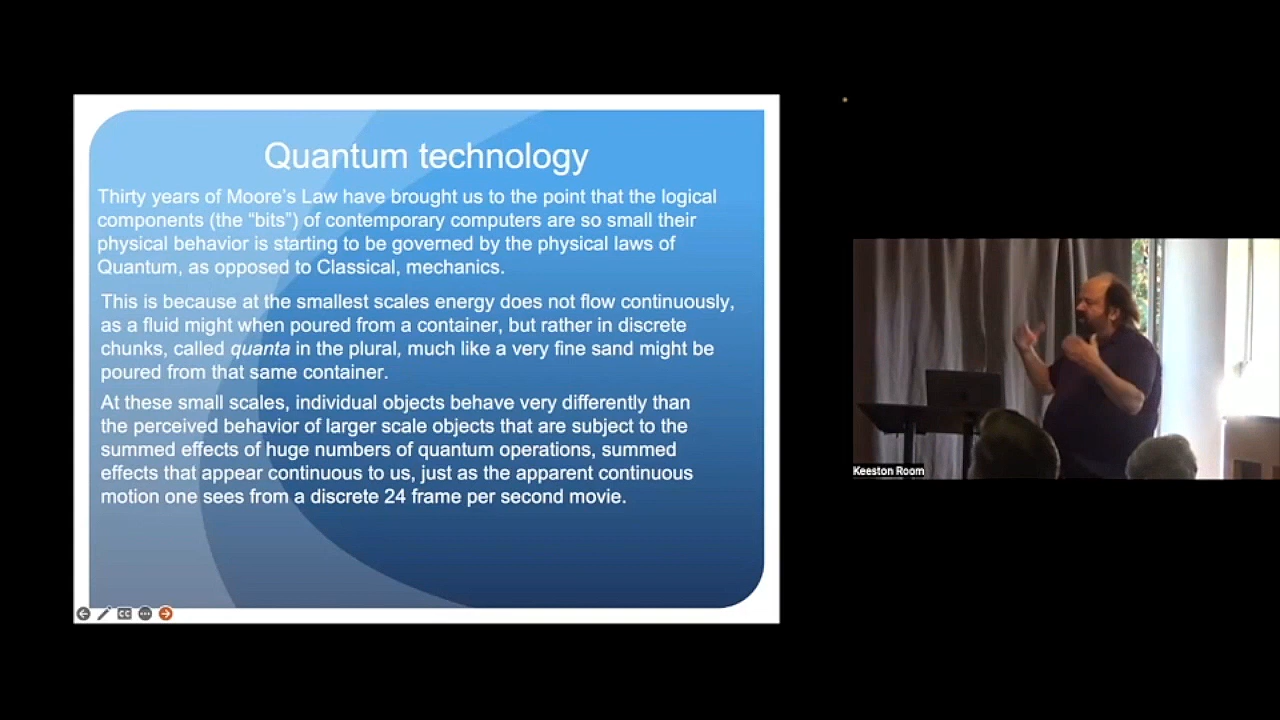 Quantum technology
Thirty years of Moore's Law have brought us to the point that the logical
components (the “bits”) of contemporary computers are so small their
physical behavior is starting to be governed by the physical laws of
Quantum, as opposed to Classical, mechanics.
This is because at the smallest scales energy does not flow continuously,
as a fluid might when poured from a container, but rather in discrete
chunks, called quanta in the plural, much like a very fine sand might be
poured from that same container.
At these small scales, individual objects behave very differently than
the perceived behavior of larger scale objects that are subject to the
summed effects of huge numbers of quantum operations, summed
effects that appear continuous to us, just as the apparent continuous
motion one sees from a discrete 24 frame per second movie.
CC
Keeston Room